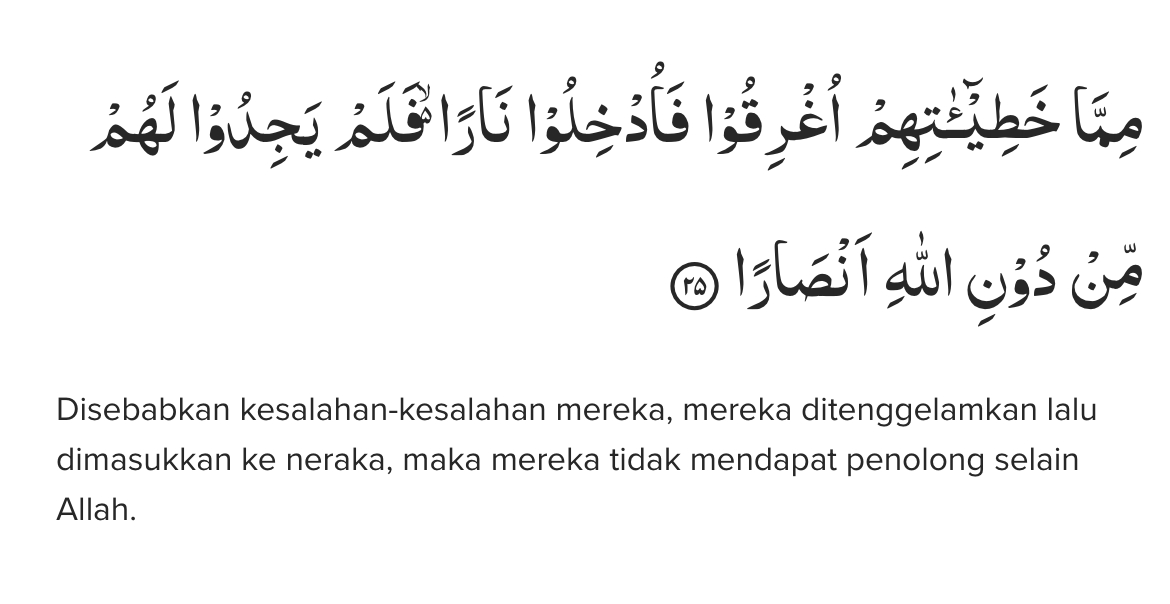 مِمَّا خَطِيْۤـٰٔتِهِمْ اُغْرِقُوْا فَاُدْخِلُوْا نَارًا ەۙ فَلَمْ يَجِدُوْا لَهُمْ
مِّنْ دُوْنِ اللّٰهِ اَنْصَارًا ۲۵
Disebabkan kesalahan-kesalahan mereka, mereka ditenggelamkan lalu
dimasukkan ke neraka, maka mereka tidak mendapat penolong selain
Allah.